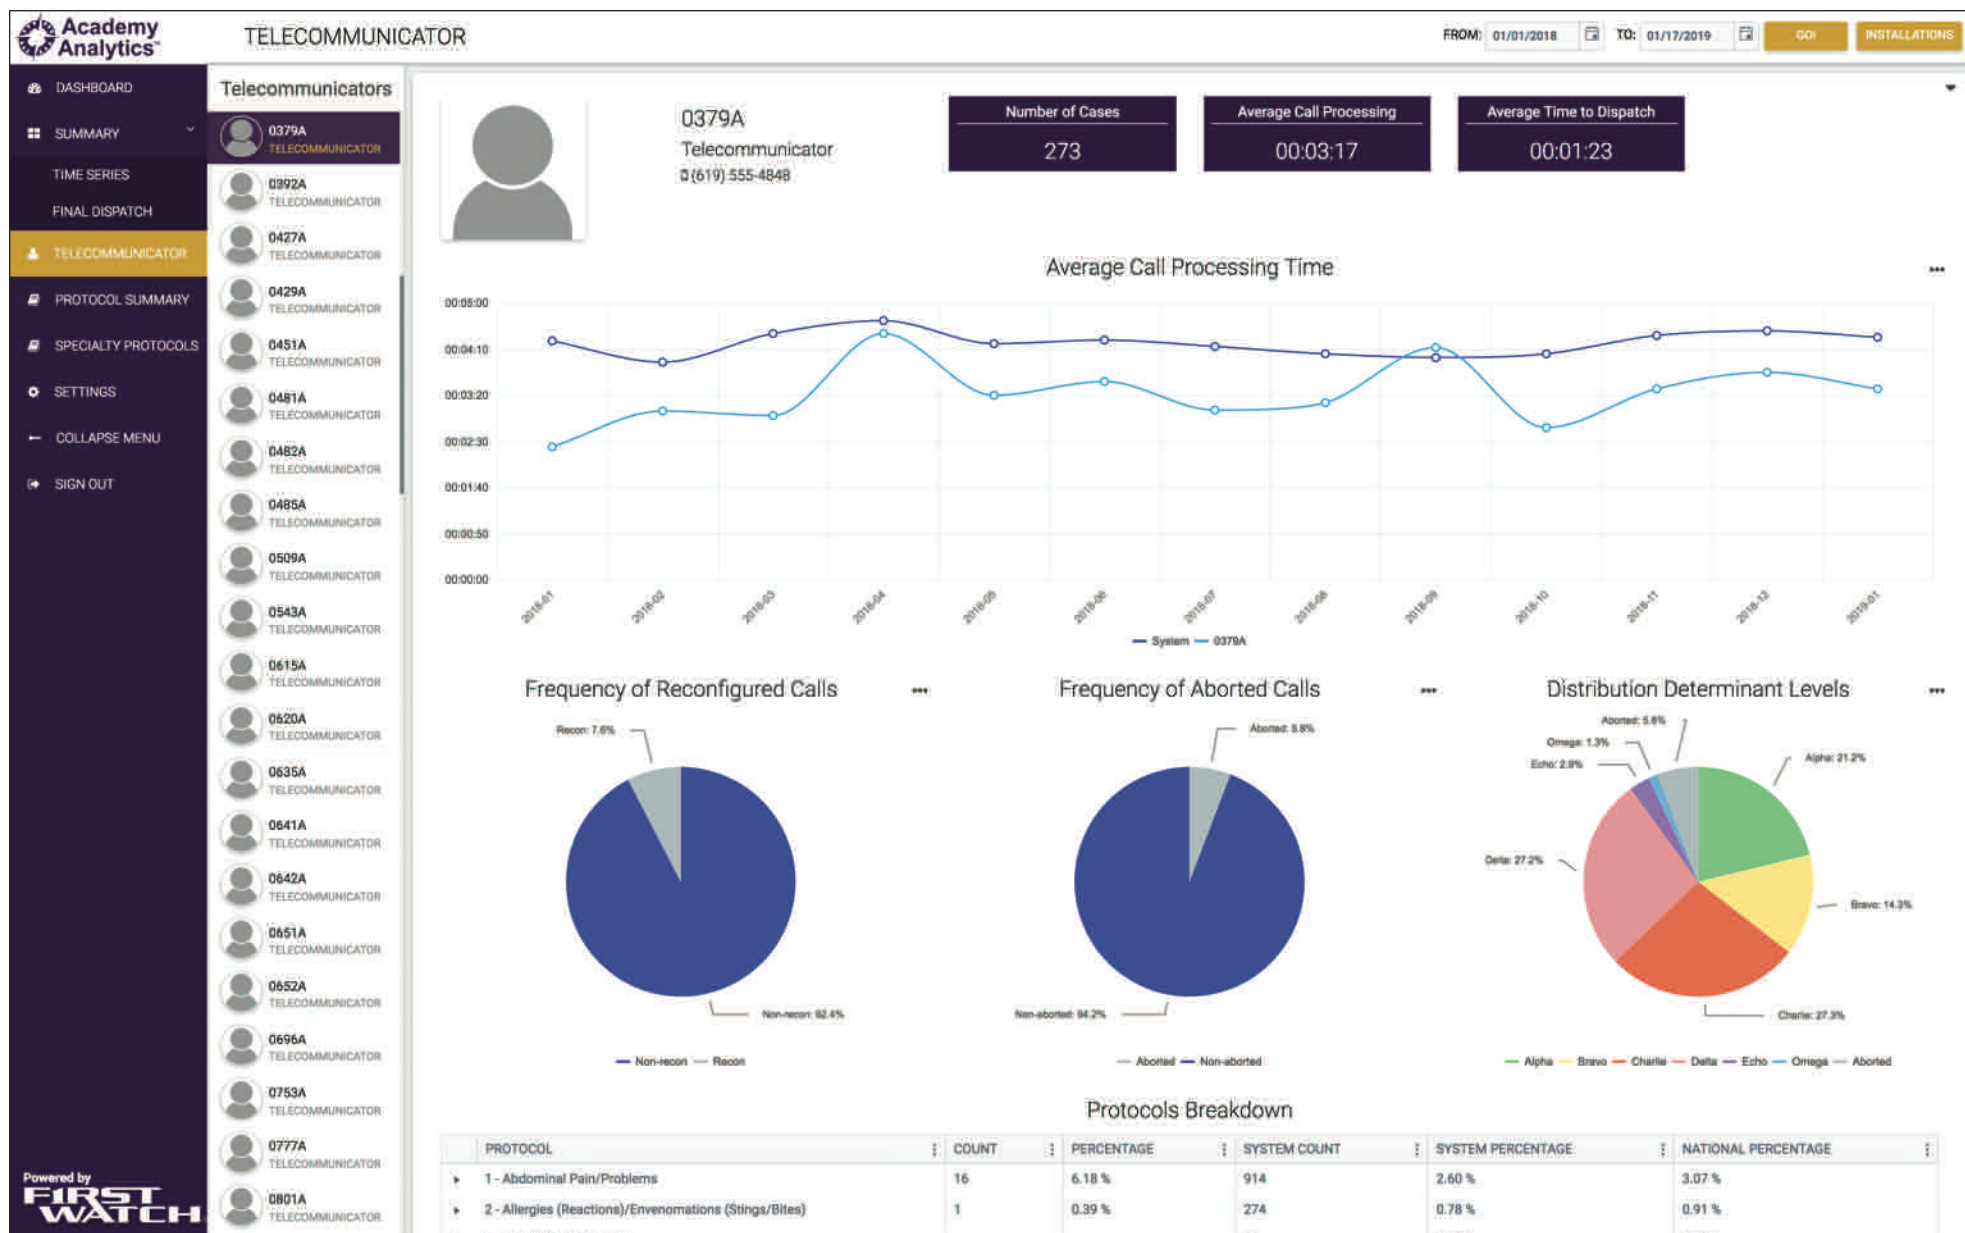 Academy
Analytics
TELECOMMUNICATOR
FROM: 01/01/2018 TO: 01/17/2019 GO! INSTALLATIONS
DASHBOARD
SUMMARY
TIME SERIES
FINAL DISPATCH
TELECOMMUNICATOR
PROTOCOL SUMMARY
SPECIALTY PROTOCOLS
SETTINGS
COLLAPSE MENU
SIGN OUT
Powered by
FIRST
WATCH
Telecommunicators
0379A
TELECOMMUNICATOR
0392A
TELECOMMUNICATOR
0427A
TELECOMMUNICATOR
0429A
TELECOMMUNICATOR
0451A
TELECOMMUNICATOR
0481A
TELECOMMUNICATOR
0482A
TELECOMMUNICATOR
0485A
TELECOMMUNICATOR
0509A
TELECOMMUNICATOR
0543A
TELECOMMUNICATOR
0615A
TELECOMMUNICATOR
0620A
TELECOMMUNICATOR
0635A
TELECOMMUNICATOR
0641A
TELECOMMUNICATOR
0642A
TELECOMMUNICATOR
0651A
TELECOMMUNICATOR
0652A
TELECOMMUNICATOR
0696A
TELECOMMUNICATOR
0753A
TELECOMMUNICATOR
0777A
TELECOMMUNICATOR
0801A
TELECOMMUNICATOR
0379A
Telecommunicator
(619) 555-4848
Number of Cases
273
Average Call Processing
00:03:17
Average Time to Dispatch
00:01:23
Average Call Processing Time
00:05:00
00:04:10
00:03:20
00:02:30
00:01:40
00:00:50
00:00:00
2018-01 2018-02 2018-03 2018-04 2018-05 2018-06 2018-07 2018-08 2018-09 2018-10 2018-11 2018-12 2019-01
System 0379A
Frequency of Reconfigured Calls
Recon: 7.6%
Non-recon: 92.4%
Non-recon Recon
Frequency of Aborted Calls
Aborted: 5.8%
Non-aborted: 94.2%
Aborted Non-aborted
Distribution Determinant Levels
Aborted: 5.8%
Omega: 1.3%
Echo: 2.9%
Alpha: 21.2%
Delta: 27.2%
Bravo: 14.3%
Charlie: 27.3%
Alpha Bravo Charlie Delta Echo Omega Aborted
Protocols Breakdown
PROTOCOL COUNT PERCENTAGE SYSTEM COUNT SYSTEM PERCENTAGE NATIONAL PERCENTAGE
1 - Abdominal Pain/Problems 16 6.18 % 914 2.60 % 3.07 %
2 - Allergies (Reactions)/Envenomations (Stings/Bites) 1 0.39 % 274 0.78 % 0.91 %